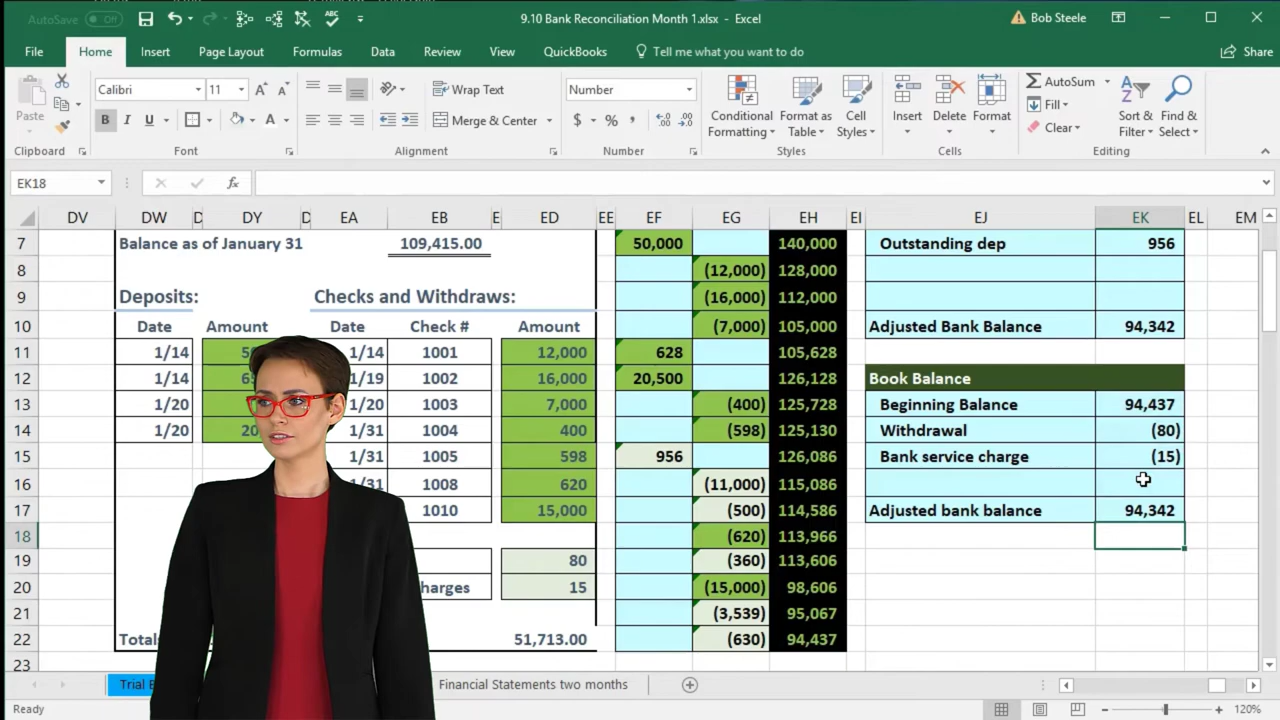 AutoSave Off 9.10 Bank Reconciliation Month 1.xlsx - Excel Bob Steele
File Home Insert Page Layout Formulas Data Review View QuickBooks Tell me what you want to do Share
Calibri 11 Wrap Text Number AutoSum
Paste B I U A Merge & Center $ % , Conditional Formatting Format as Table Cell Styles Insert Delete Format Fill Sort & Filter Find & Select
Clear
Clipboard Font Alignment Number Styles Cells Editing
EK18 fx
DV DW D DY D EA EB E ED EE EF EG EH EI EJ EK EL EM
7 Balance as of January 31 109,415.00 50,000 140,000 Outstanding dep 956
8 (12,000) 128,000
9 Deposits: Checks and Withdraws: (16,000) 112,000
10 Date Amount Date Check # Amount (7,000) 105,000 Adjusted Bank Balance 94,342
11 1/14 1/14 1001 12,000 628 105,628
12 1/14 1/19 1002 16,000 20,500 126,128 Book Balance
13 1/20 1/20 1003 7,000 (400) 125,728 Beginning Balance 94,437
14 1/20 1/31 1004 400 (598) 125,130 Withdrawal (80)
15 1/31 1005 598 956 126,086 Bank service charge (15)
16 1/31 1008 620 (11,000) 115,086
17 1010 15,000 (500) 114,586 Adjusted bank balance 94,342
18 (620) 113,966
19 80 (360) 113,606
20 harges 15 (15,000) 98,606
21 (3,539) 95,067
22 Total 51,713.00 (630) 94,437
23
Trial Financial Statements two months
Ready 120%